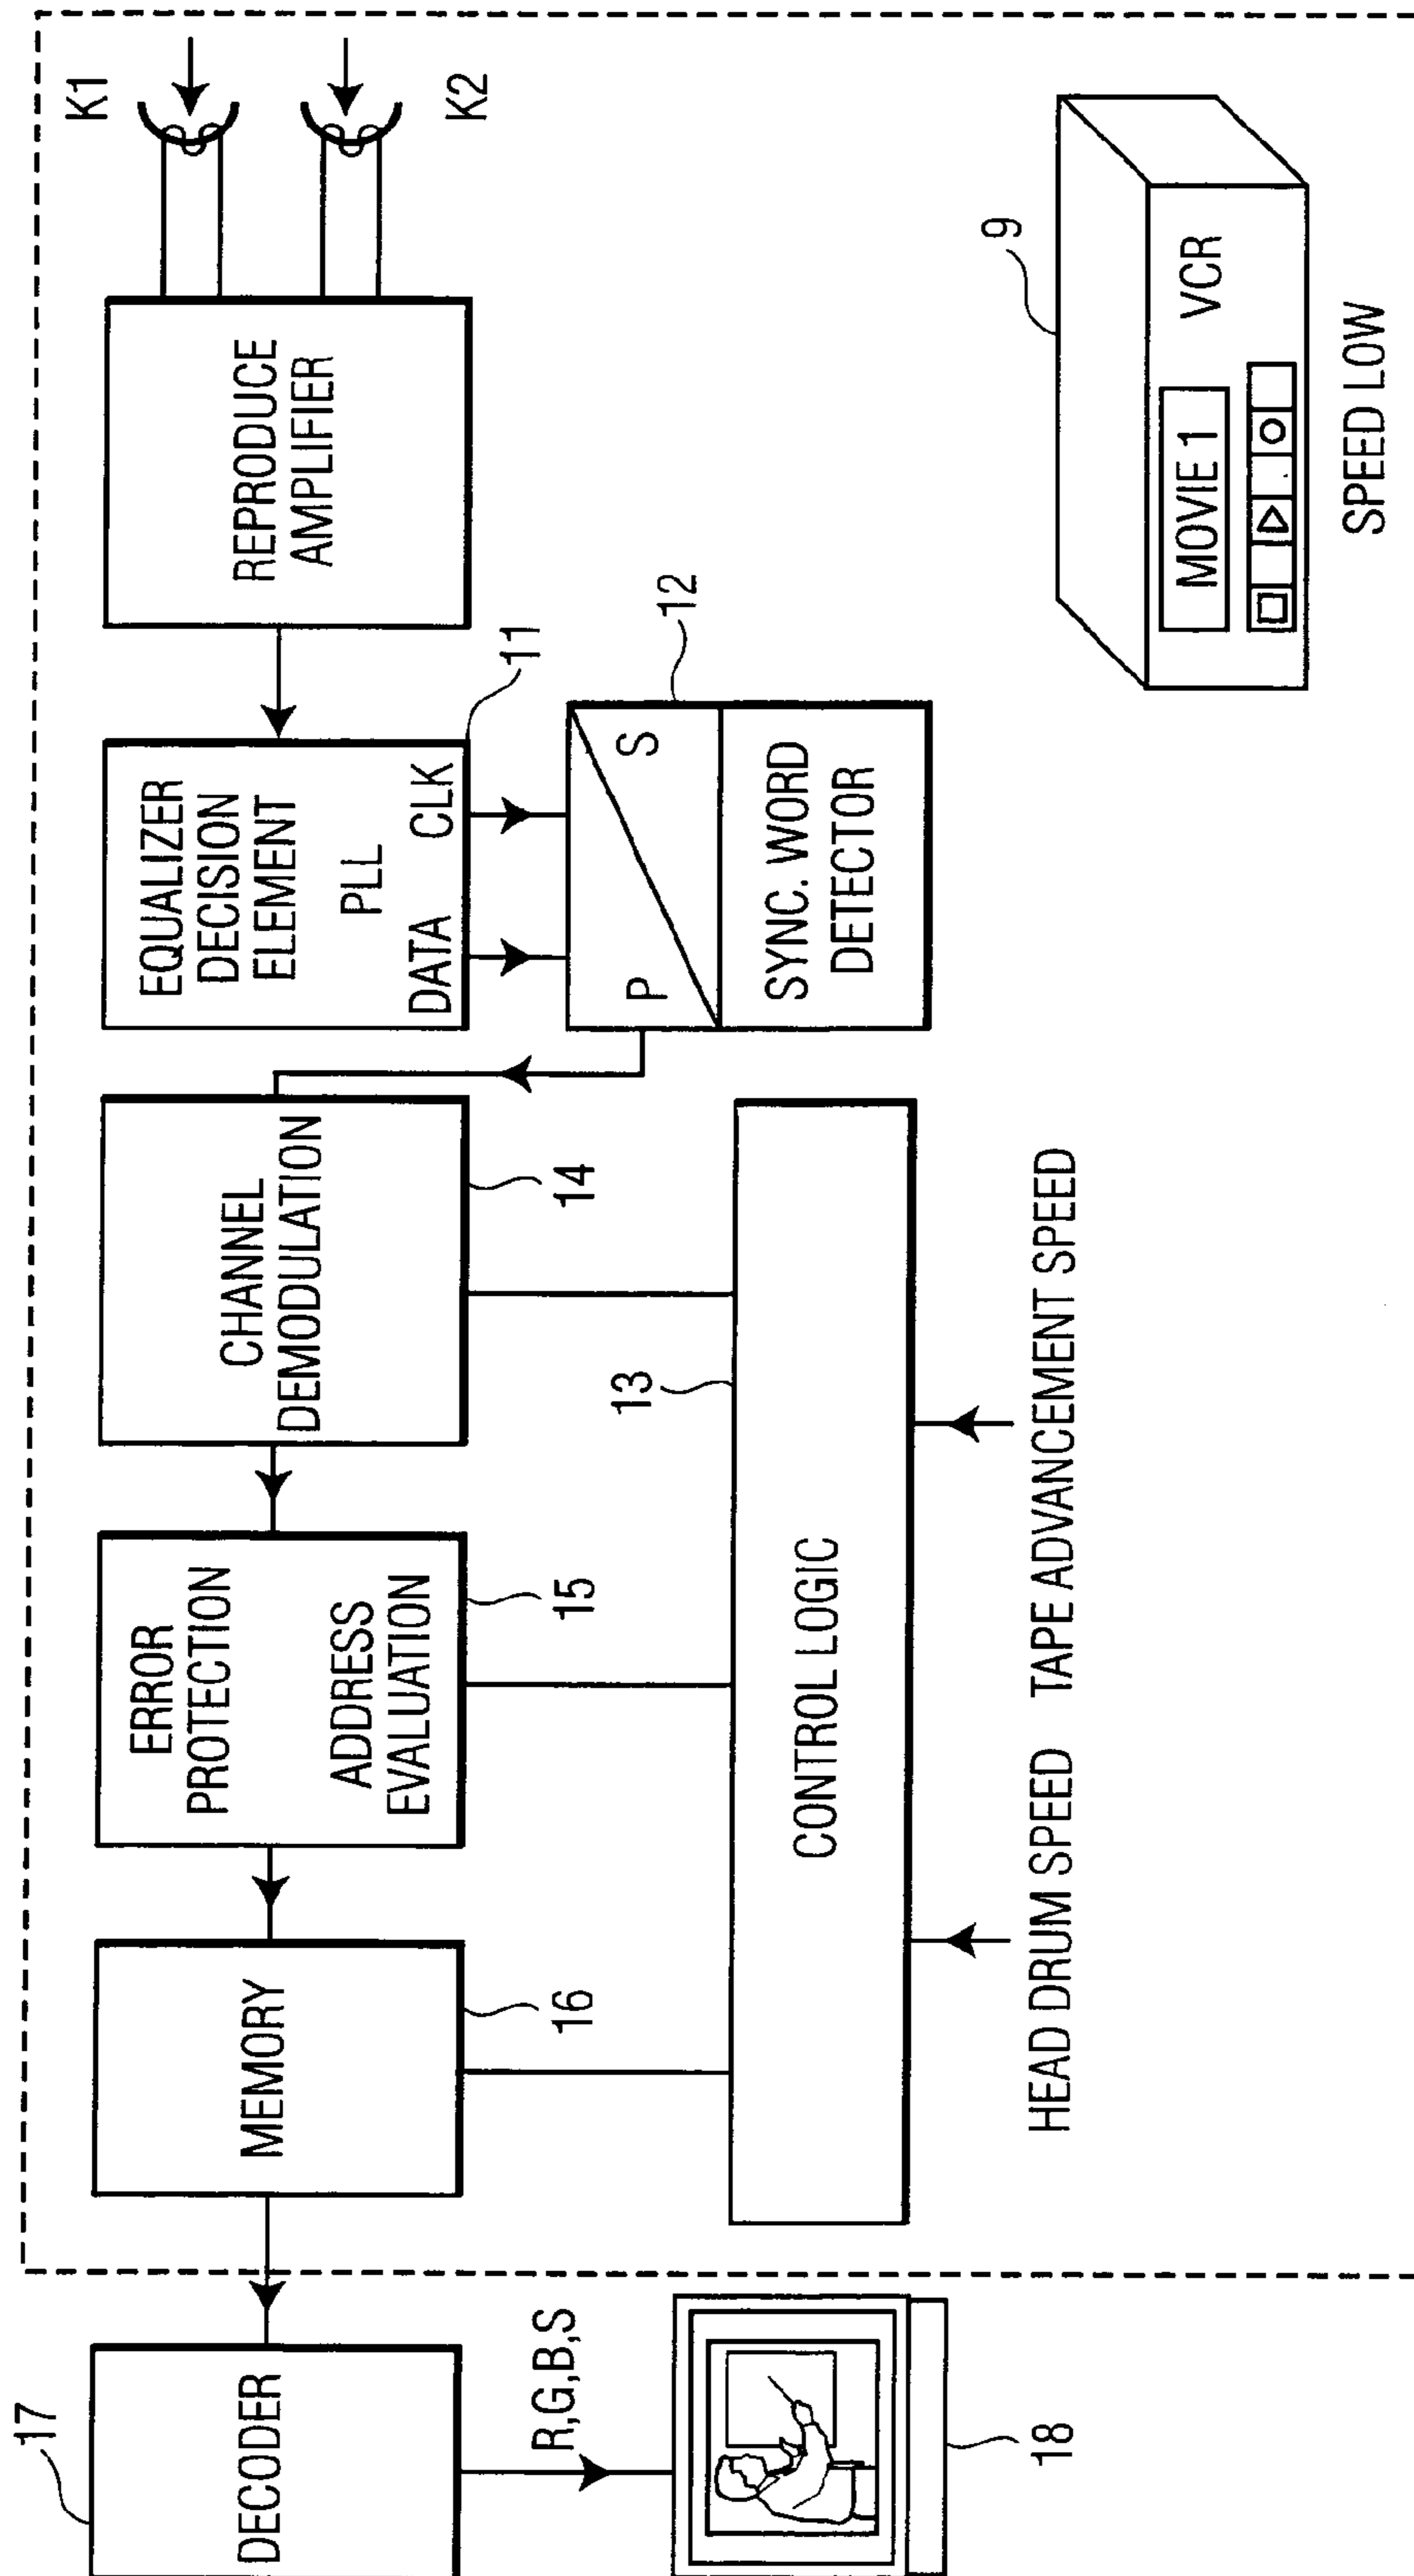 17
DECODER
R,G,B,S
18
MEMORY
16
ERROR
PROTECTION
ADDRESS
EVALUATION
15
CHANNEL
DEMODULATION
14
13
CONTROL LOGIC
HEAD DRUM SPEED
TAPE ADVANCEMENT SPEED
EQUALIZER
DECISION
ELEMENT
PLL
DATA
CLK
11
P
S
12
SYNC. WORD
DETECTOR
REPRODUCE
AMPLIFIER
K1
K2
9
MOVIE 1
VCR
SPEED LOW